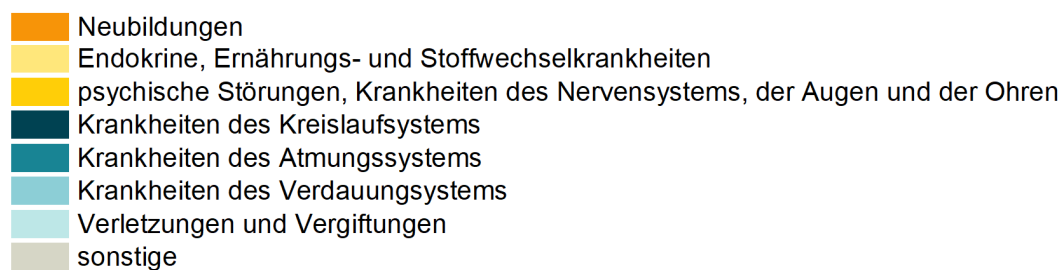 Neubildungen
Endokrine, Ernährungs- und Stoffwechselkrankheiten
psychische Störungen, Krankheiten des Nervensystems, der Augen und der Ohren
Krankheiten des Kreislaufsystems
Krankheiten des Atmungssystems
Krankheiten des Verdauungsystems
Verletzungen und Vergiftungen
sonstige